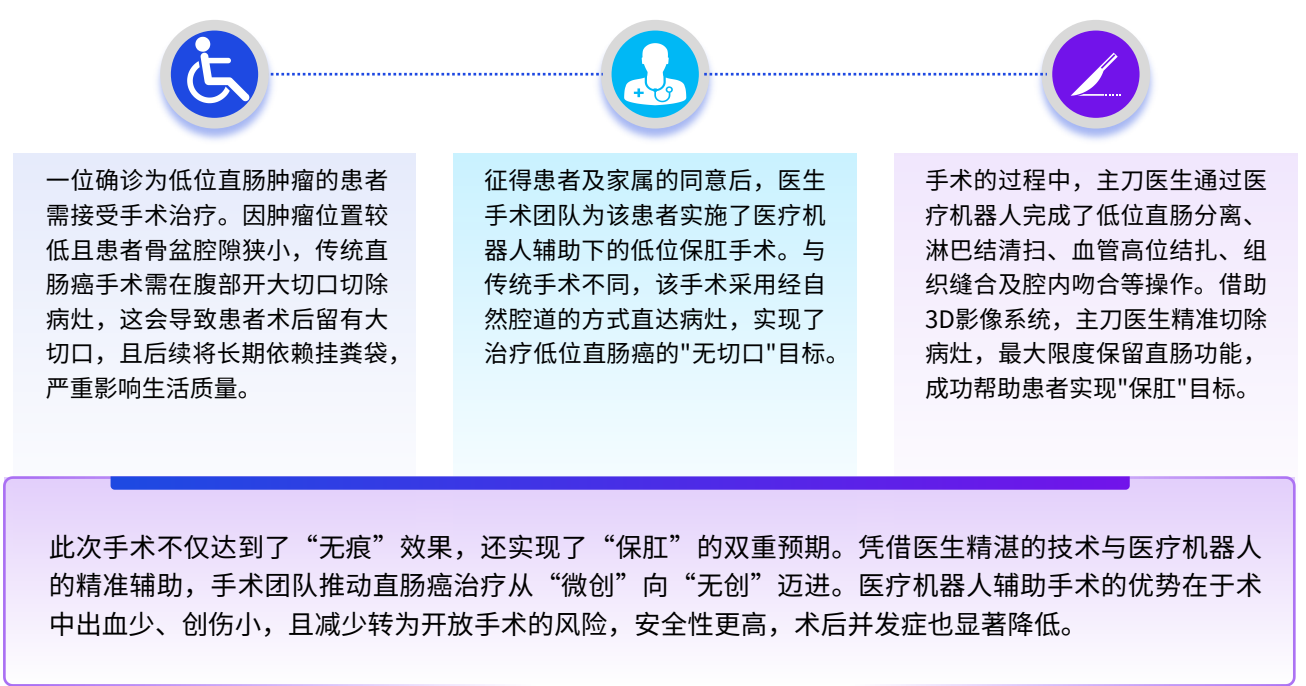 一位确诊为低位直肠肿瘤的患者
需接受手术治疗。因肿瘤位置较
低且患者骨盆腔隙狭小，传统直
肠癌手术需在腹部开大切口切除
病灶，这会导致患者术后留有大
切口，且后续将长期依赖挂粪袋，
严重影响生活质量。
征得患者及家属的同意后，医生
手术团队为该患者实施了医疗机
器人辅助下的低位保肛手术。与
传统手术不同，该手术采用经自
然腔道的方式直达病灶，实现了
治疗低位直肠癌的"无切口"目标。
手术的过程中，主刀医生通过医
疗机器人完成了低位直肠分离、
淋巴结清扫、血管高位结扎、组
织缝合及腔内吻合等操作。借助
3D影像系统，主刀医生精准切除
病灶，最大限度保留直肠功能，
成功帮助患者实现"保肛"目标。
此次手术不仅达到了“无痕”效果，还实现了“保肛”的双重预期。凭借医生精湛的技术与医疗机器人
的精准辅助，手术团队推动直肠癌治疗从“微创”向“无创”迈进。医疗机器人辅助手术的优势在于术
中出血少、创伤小，且减少转为开放手术的风险，安全性更高，术后并发症也显著降低。